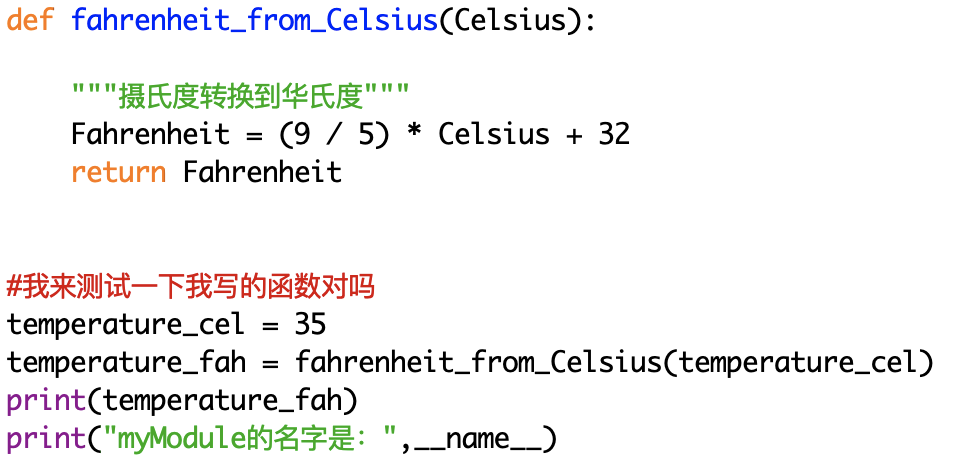 def fahrenheit_from_Celsius(Celsius):
"""摄氏度转换到华氏度"""
Fahrenheit = (9 / 5) * Celsius + 32
return Fahrenheit
#我来测试一下我写的函数对吗
temperature_cel = 35
temperature_fah = fahrenheit_from_Celsius(temperature_cel)
print(temperature_fah)
print("myModule的名字是：",__name__)